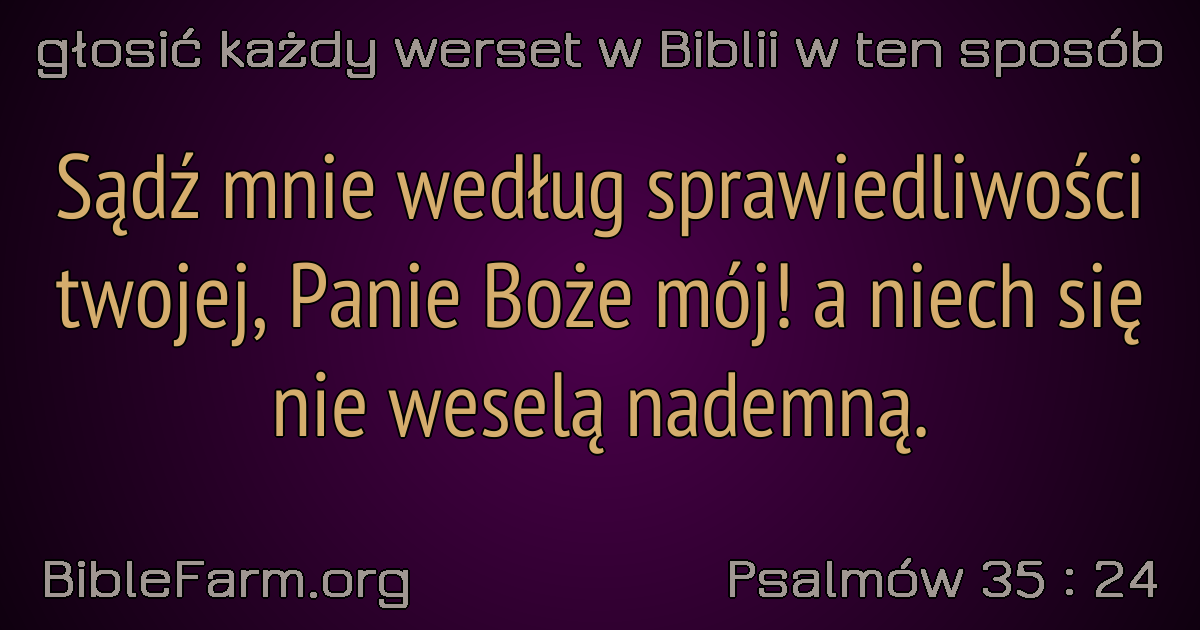 głosić każdy werset w Biblii w ten sposób
Sądź mnie według sprawiedliwości
twojej, Panie Boże mój! a niech się
nie weselą nademną.
BibleFarm.org
Psalmów 35 : 24